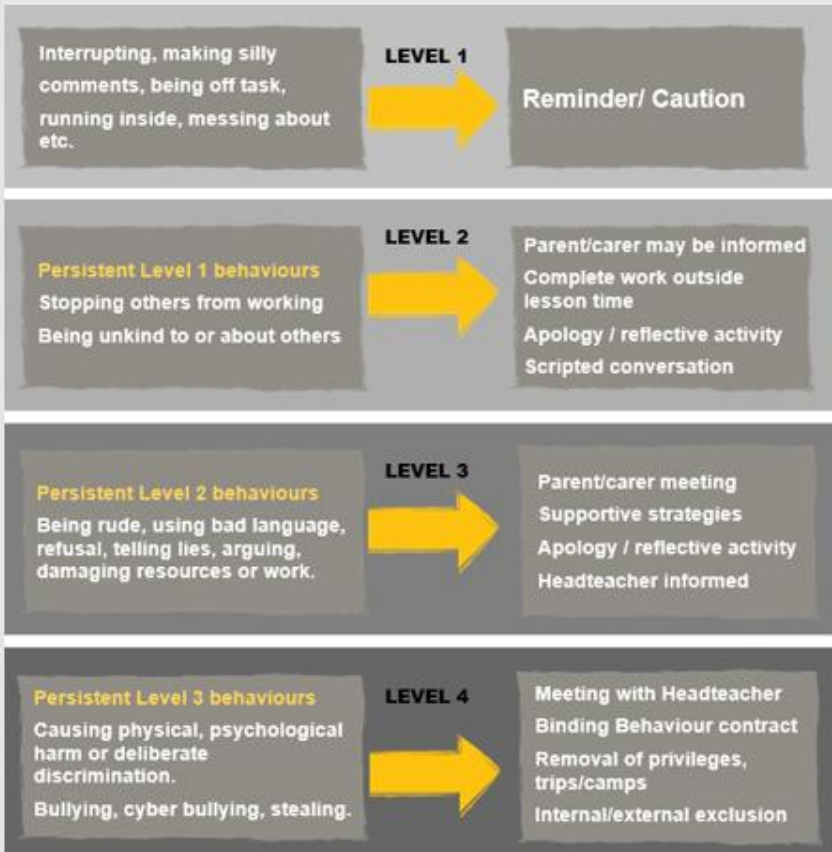 Interrupting, making silly
comments, being off task,
running inside, messing about
etc.
LEVEL 1
Reminder/ Caution
Persistent Level 1 behaviours
Stopping others from working
Being unkind to or about others
LEVEL 2
Parent/carer may be informed
Complete work outside
lesson time
Apology / reflective activity
Scripted conversation
Persistent Level 2 behaviours
Being rude, using bad language,
refusal, telling lies, arguing,
damaging resources or work.
LEVEL 3
Parent/carer meeting
Supportive strategies
Apology / reflective activity
Headteacher informed
Persistent Level 3 behaviours
Causing physical, psychological
harm or deliberate
discrimination.
Bullying, cyber bullying, stealing.
LEVEL 4
Meeting with Headteacher
Binding Behaviour contract
Removal of privileges,
trips/camps
Internal/external exclusion